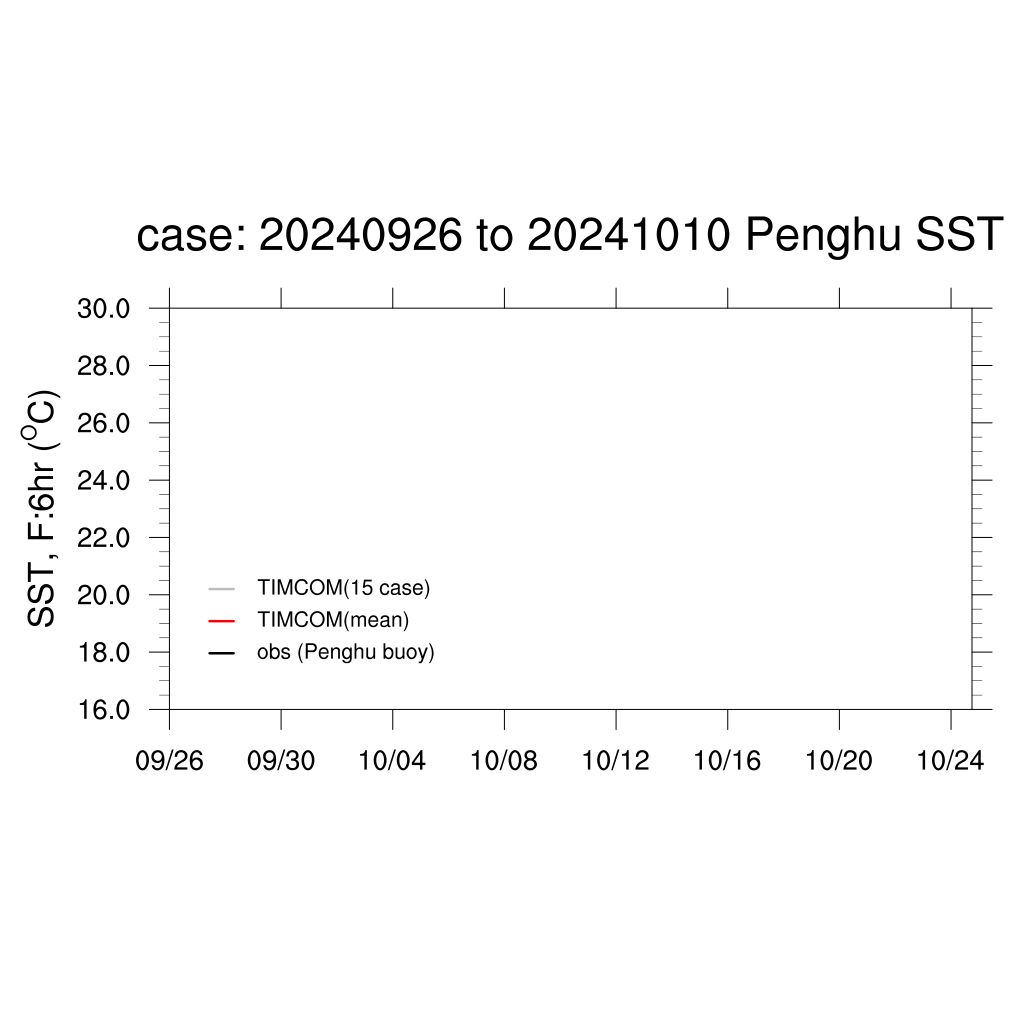 case: 20240926 to 20241010 Penghu SST
30.0
28.0
26.0
24.0
22.0
20.0
18.0
16.0
SST, F:6hr (°C)
TIMCOM(15 case)
TIMCOM(mean)
obs (Penghu buoy)
09/26 09/30 10/04 10/08 10/12 10/16 10/20 10/24